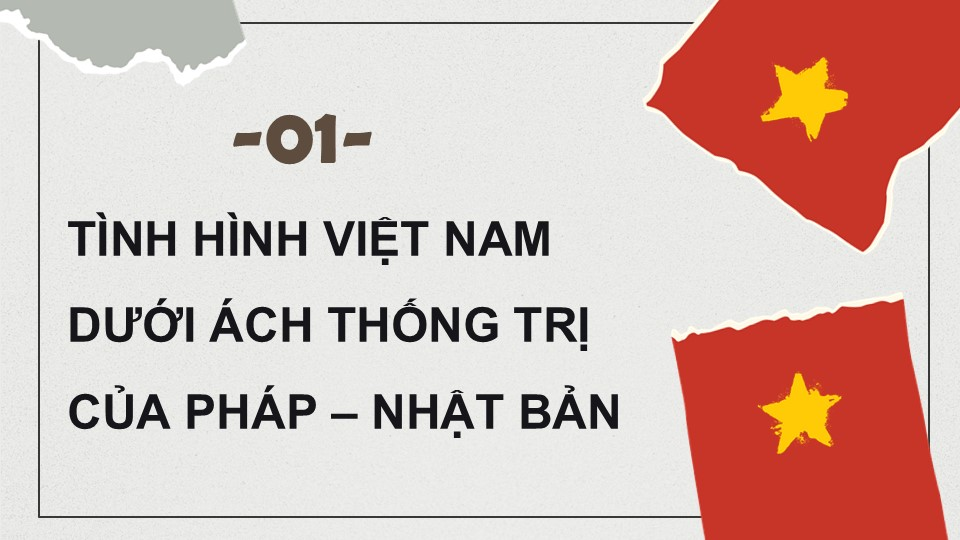 -01-
TÌNH HÌNH VIỆT NAM
DƯỚI ÁCH THỐNG TRỊ
CỦA PHÁP – NHẬT BẢN